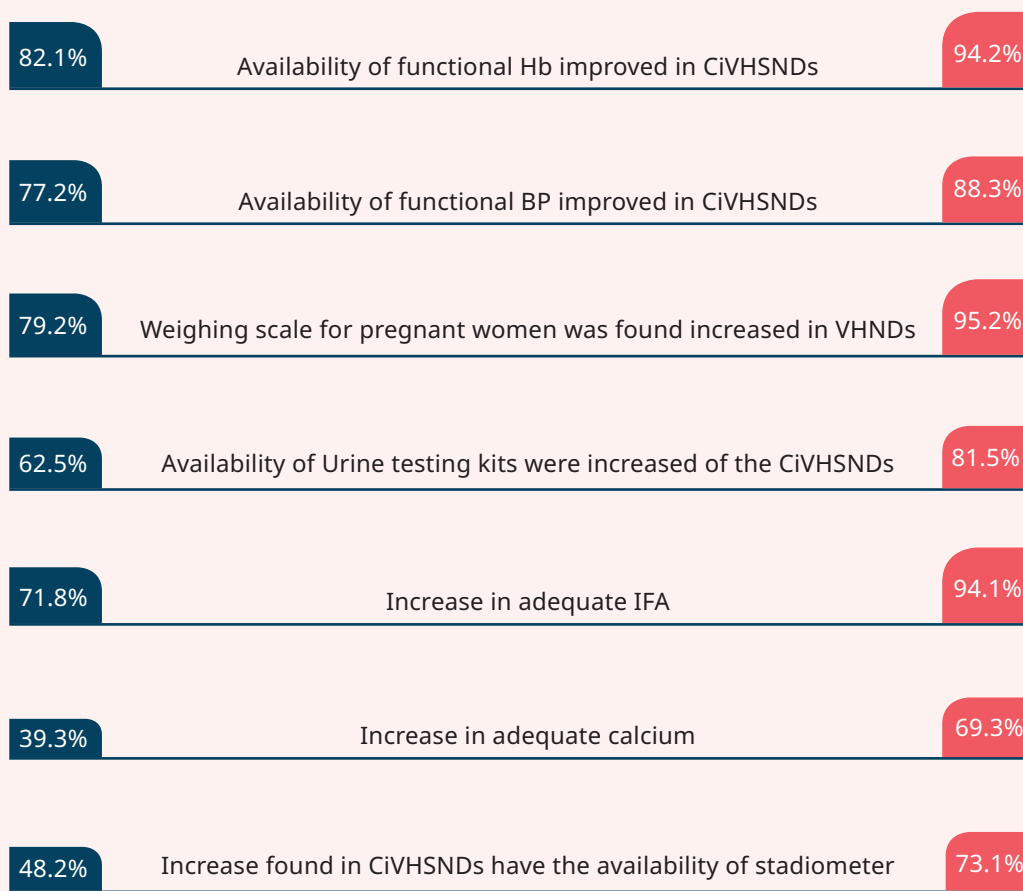 82.1% Availability of functional Hb improved in CiVHSNDs 94.2%
77.2% Availability of functional BP improved in CiVHSNDs 88.3%
79.2% Weighing scale for pregnant women was found increased in VHNDs 95.2%
62.5% Availability of Urine testing kits were increased of the CiVHSNDs 81.5%
71.8% Increase in adequate IFA 94.1%
39.3% Increase in adequate calcium 69.3%
48.2% Increase found in CiVHSNDs have the availability of stadiometer 73.1%